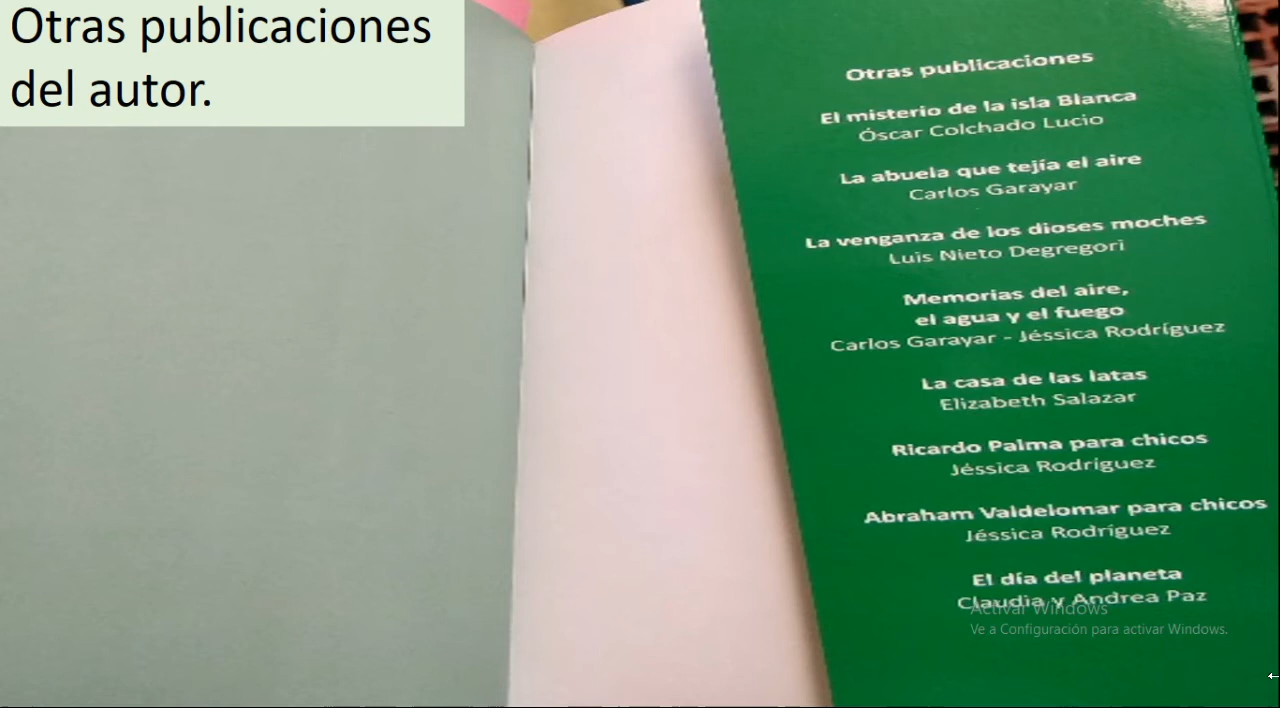 Otras publicaciones
del autor.
Otras publicaciones
El misterio de la isla Blanca
Óscar Colchado Lucio
La abuela que tejía el aire
Carlos Garayar
La venganza de los dioses moches
Luis Nieto Degregori
Memorias del aire,
el agua y el fuego
Carlos Garayar - Jéssica Rodríguez
La casa de las latas
Elizabeth Salazar
Ricardo Palma para chicos
Jéssica Rodríguez
Abraham Valdelomar para chicos
Jéssica Rodríguez
El día del planeta
Claudia y Andrea Paz
Activar Windows
Ve a Configuración para activar Windows.